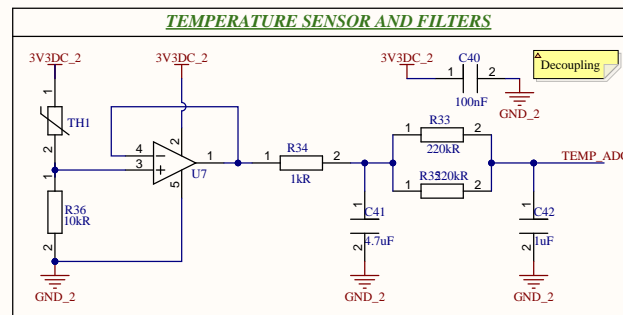 TEMPERATURE SENSOR AND FILTERS
3V3DC_2
3V3DC_2
3V3DC_2
C40
1
2
100nF
GND_2
Decoupling
1
TH1
2
4
3
2
1
5
U7
R34
1
2
1kR
R33
1
2
220kR
R35
220kR
1
2
TEMP_ADC
1
R36
10kR
2
1
C41
4.7uF
2
1
C42
1uF
2
GND_2
GND_2
GND_2